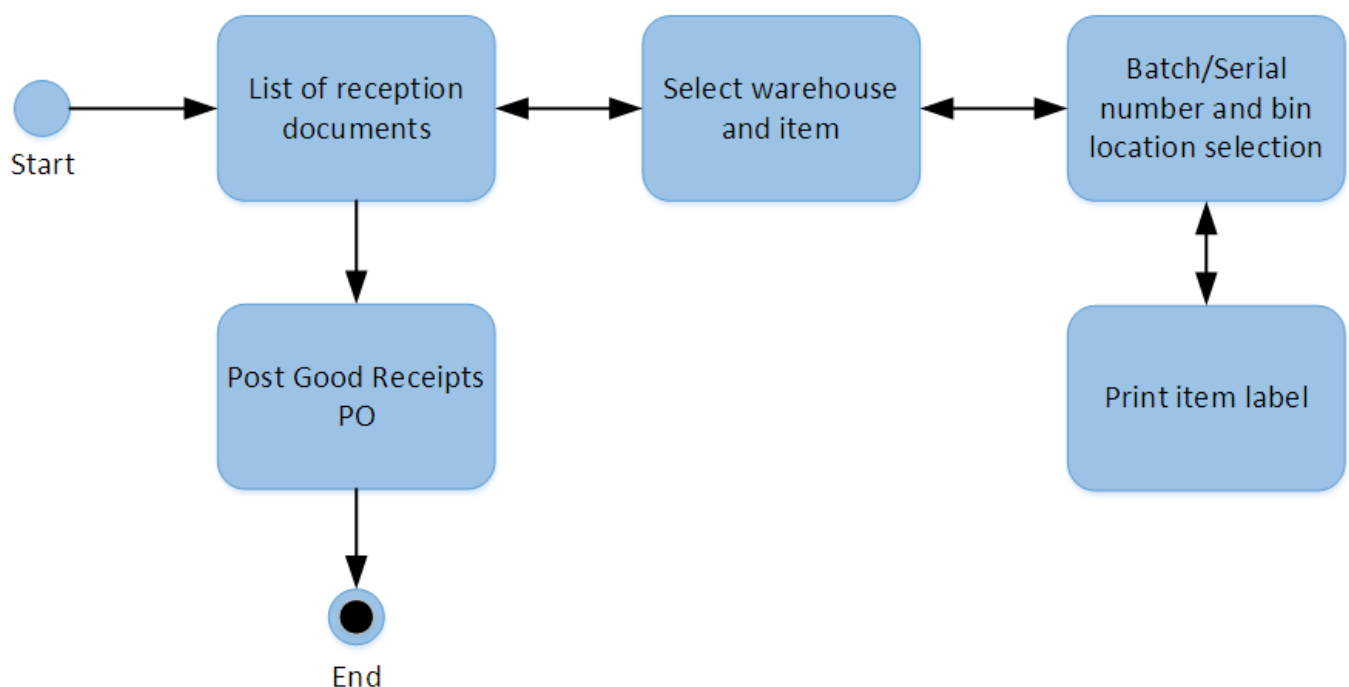 List of reception
documents
Select warehouse
and item
Batch/Serial
number and bin
location selection
Start
Post Good Receipts
PO
Print item label
End